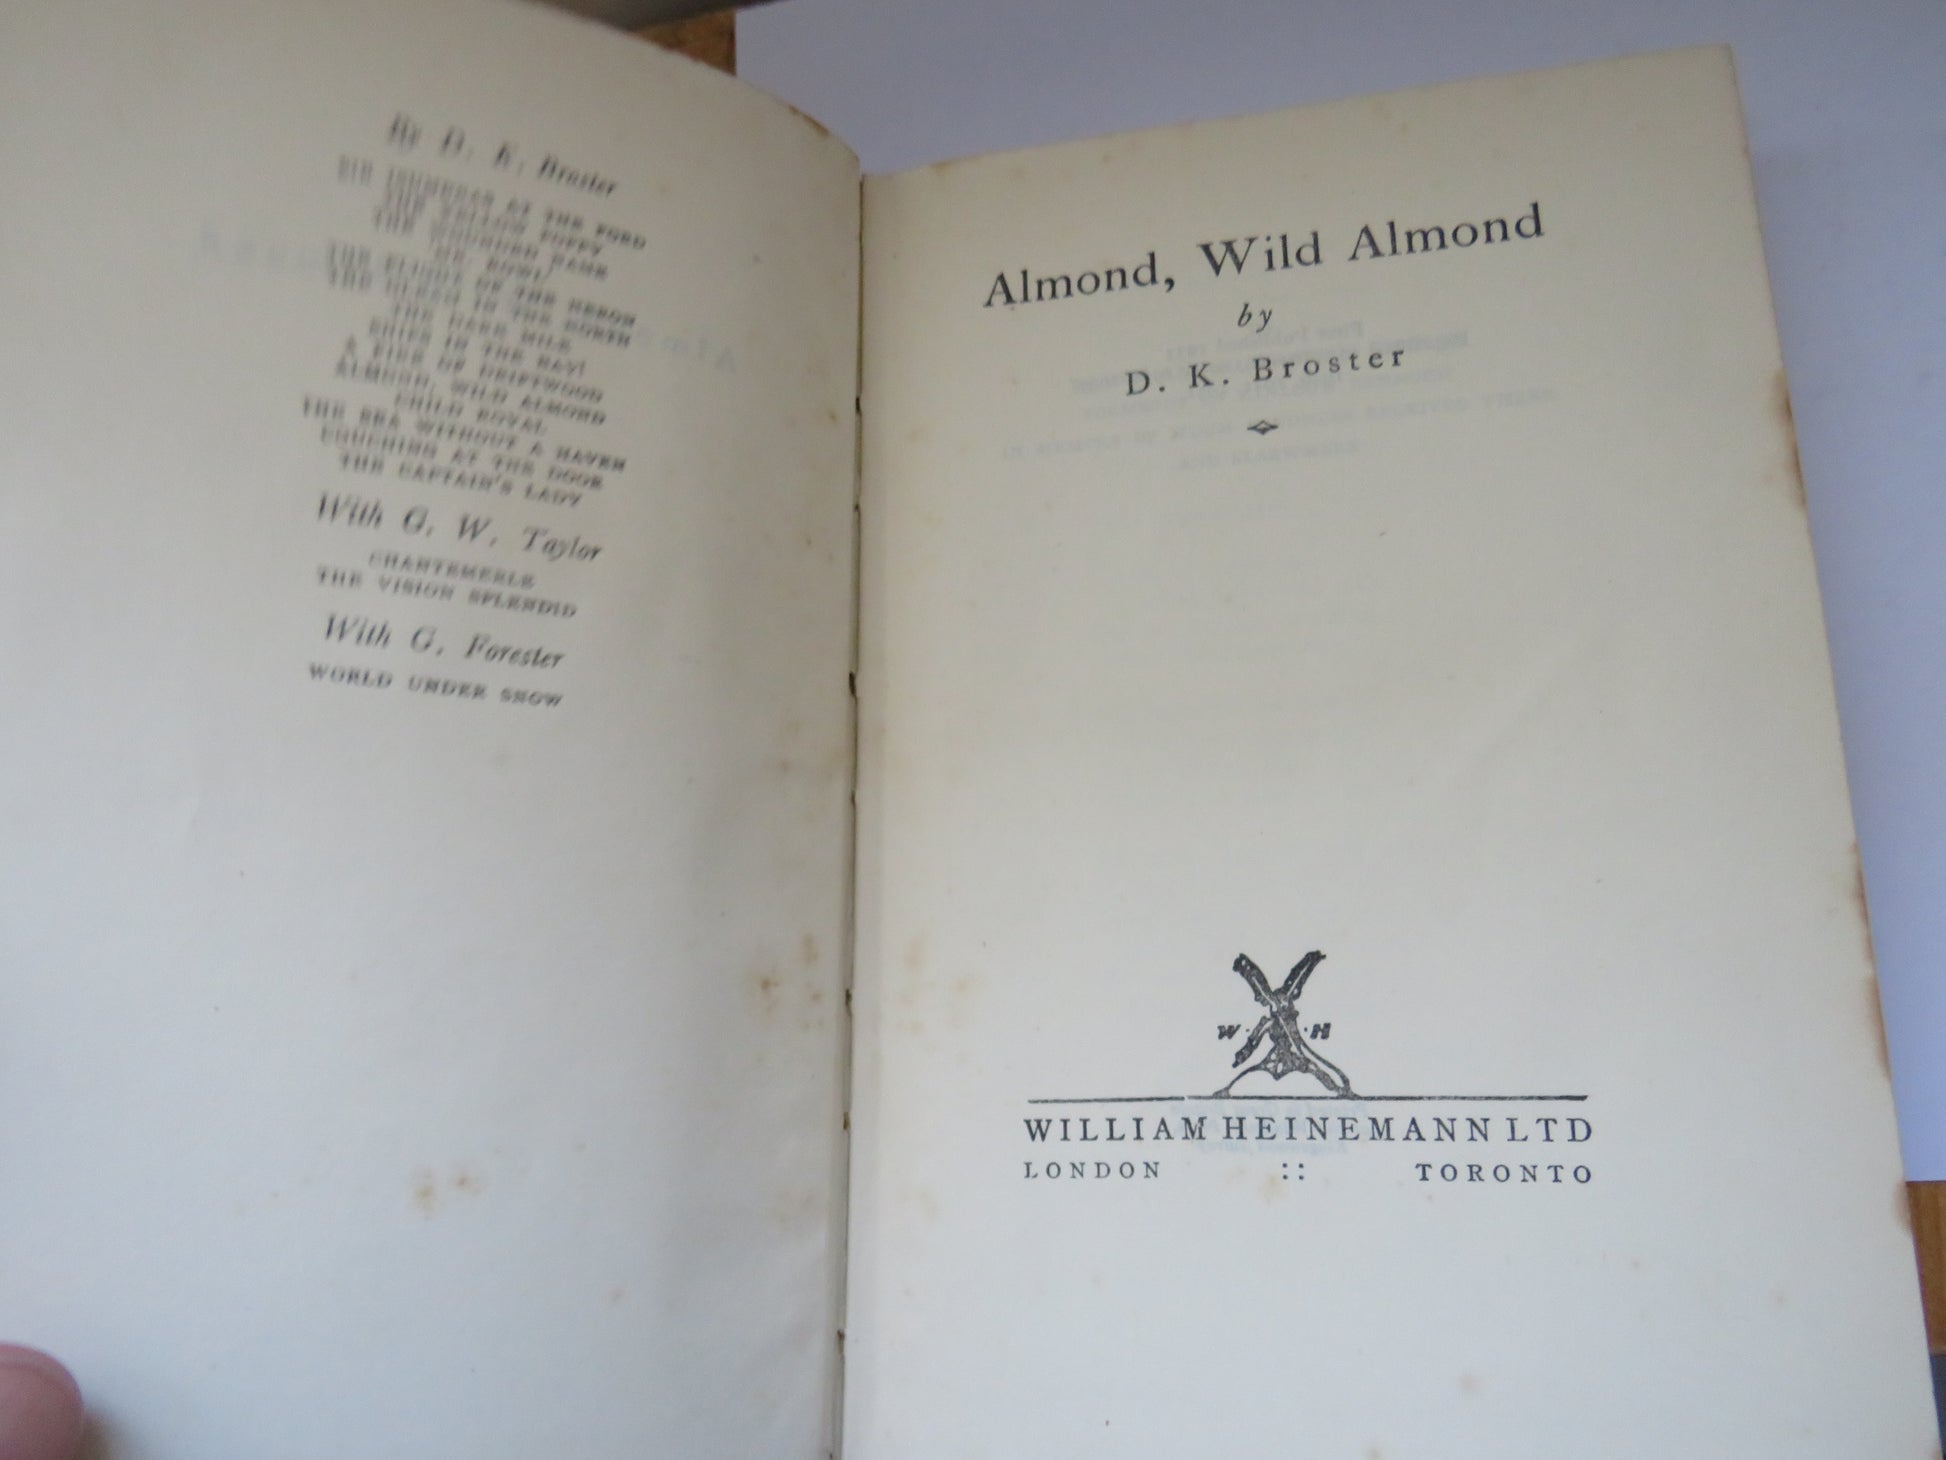 By D. K. Broster
SIR ISUMBRAS AT THE FORD
THE YELLOW POPPY
THE WOUNDED NAME
MR. ROWL
THE FLIGHT OF THE HERON
THE GLEAM IN THE NORTH
THE DARK MILE
SHIPS IN THE BAY!
A FIRE OF DRIFTWOOD
ALMOND, WILD ALMOND
CHILD ROYAL
THE SEA WITHOUT A HAVEN
COUCHING AT THE DOOR
THE CAPTAIN'S LADY
With G. W. Taylor
CHANTEMERLE
THE VISION SPLENDID
With G. Forester
WORLD UNDER SNOW
Almond, Wild Almond
by
D. K. Broster
W · · H
WILLIAM HEINEMANN LTD
LONDON :: TORONTO